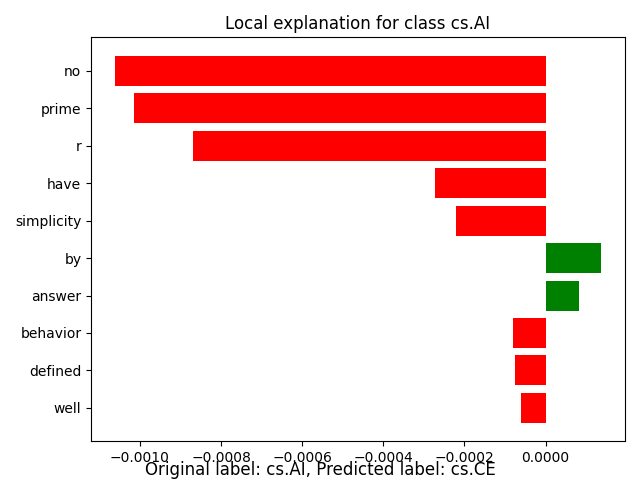 Local explanation for class cs.AI
no
prime
r
have
simplicity
by
answer
behavior
defined
well
−0.0010 −0.0008 −0.0006 −0.0004 −0.0002 0.0000
Original label: cs.AI, Predicted label: cs.CE